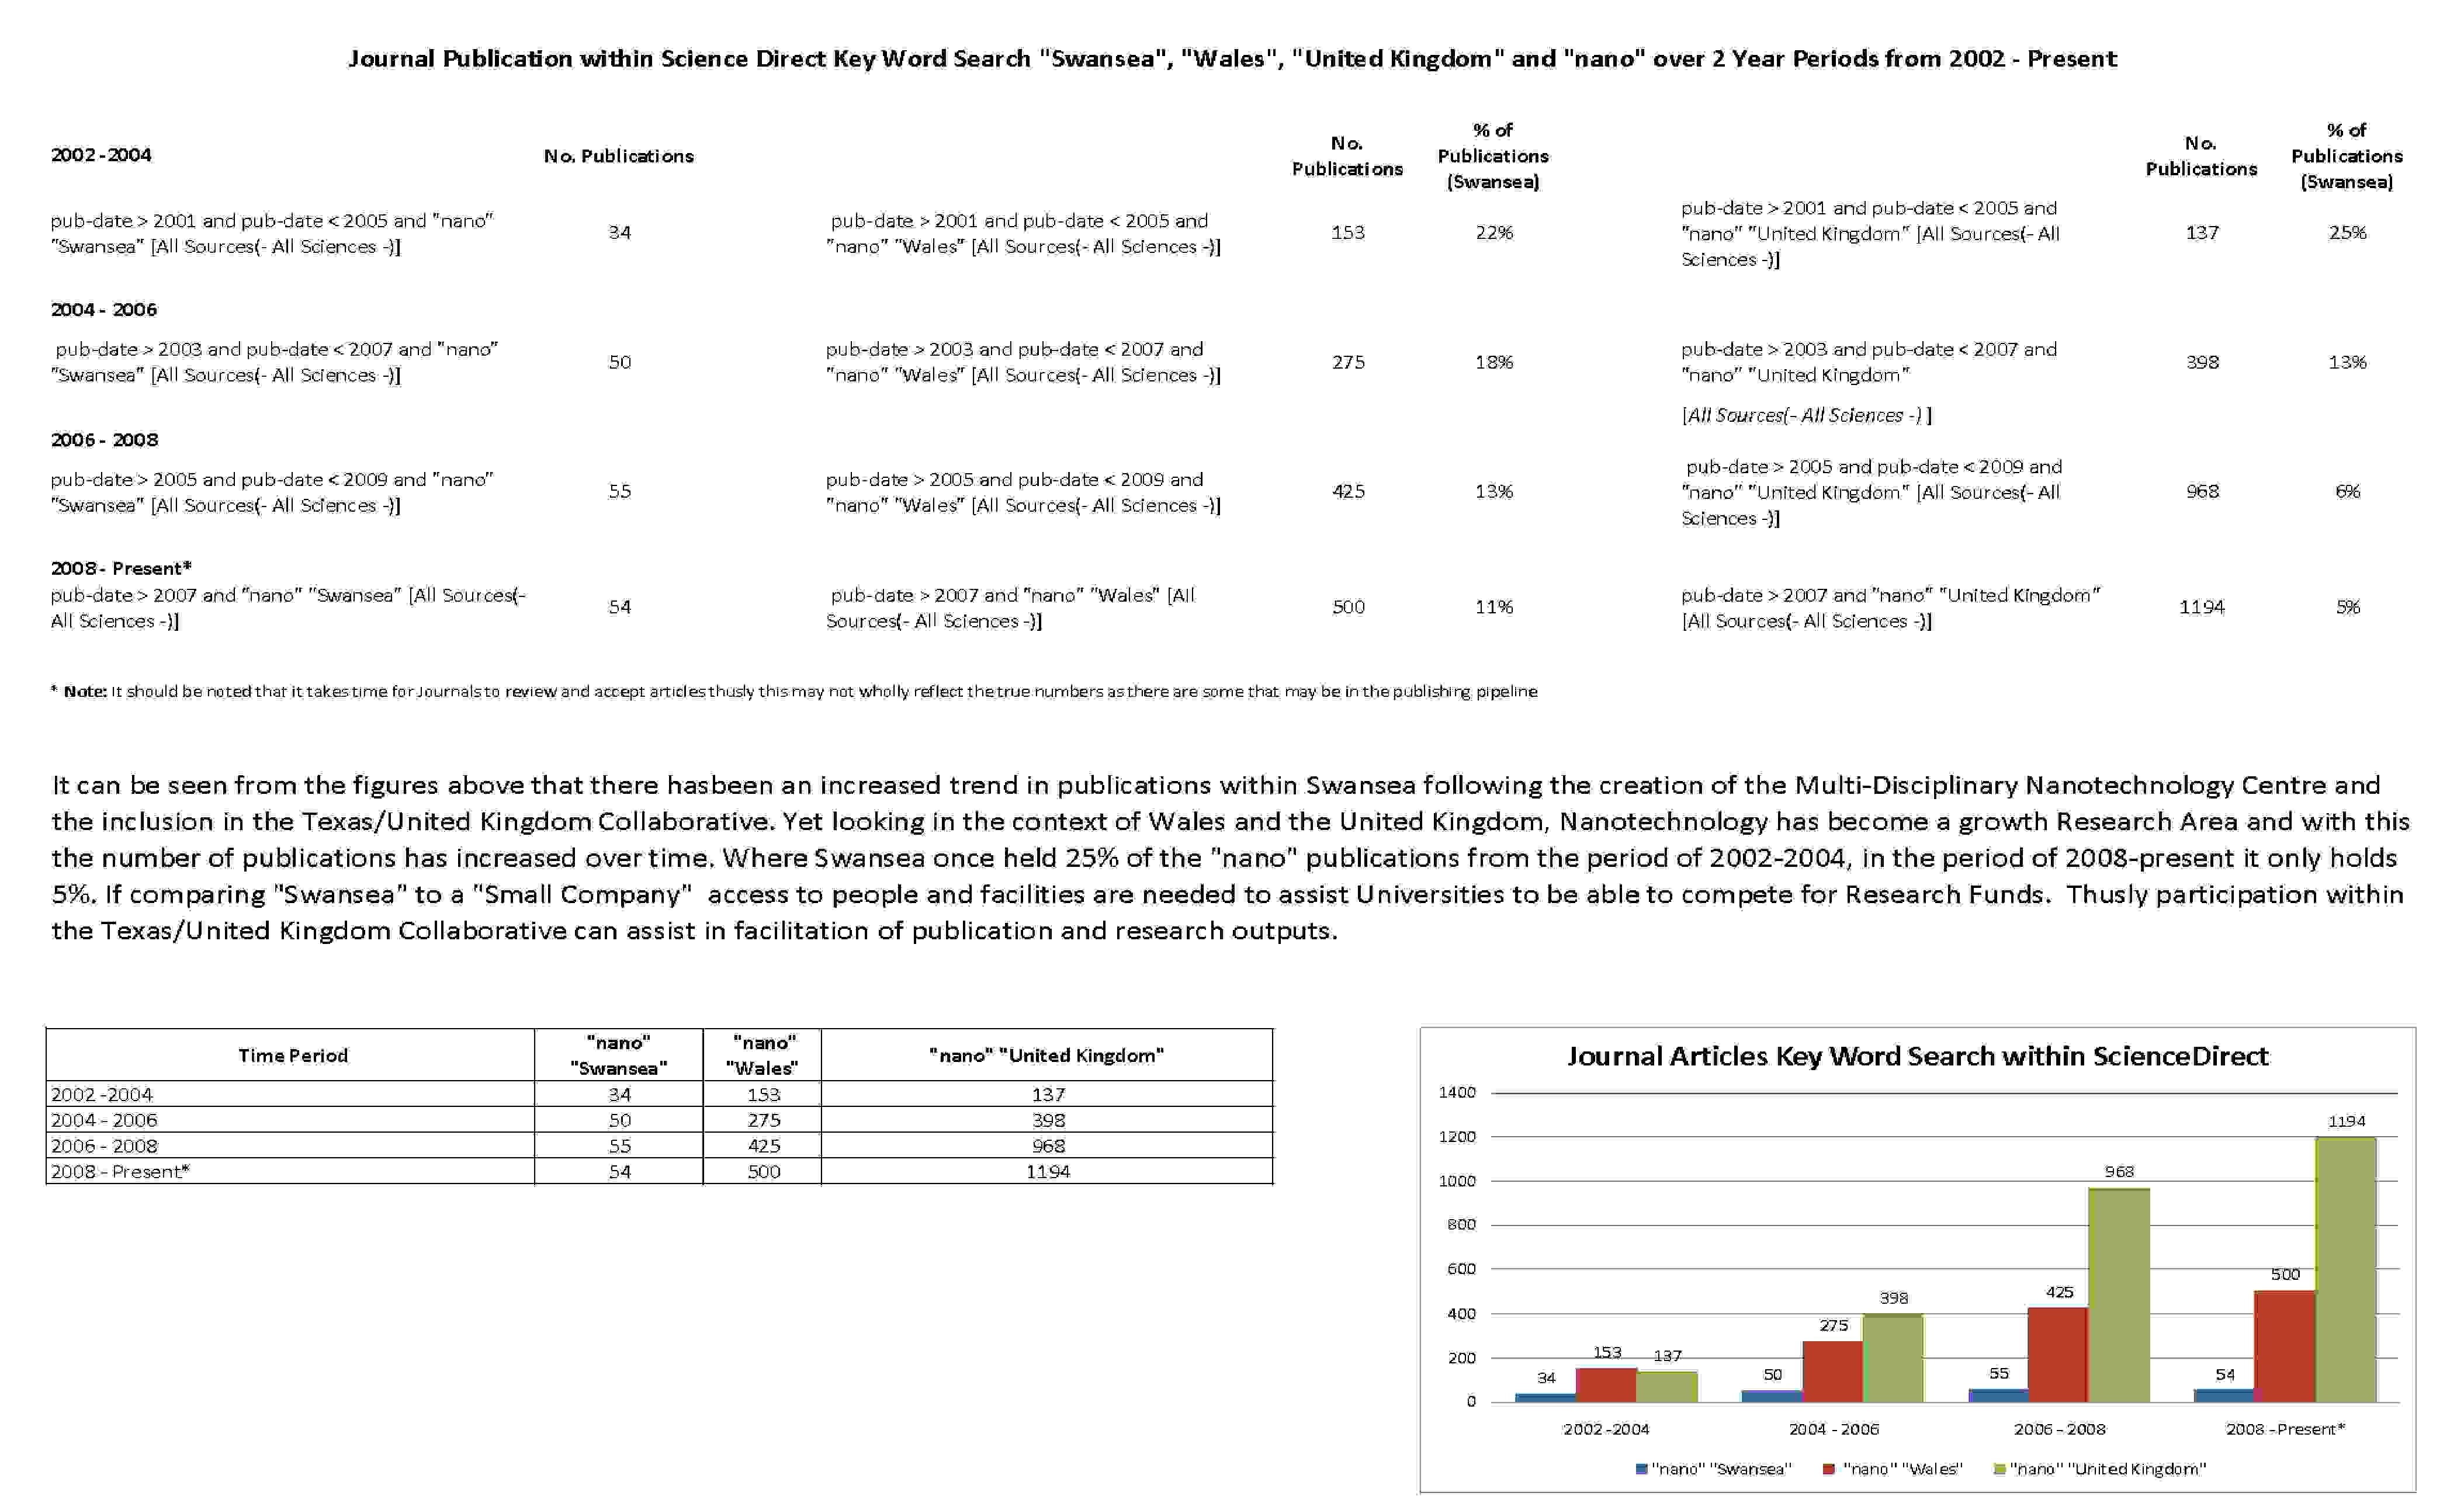 Journal Publication within Science Direct Key Word Search "Swansea", "Wales", "United Kingdom" and "nano" over 2 Year Periods from 2002 - Present
2002 -2004
No. Publications
No.
Publications
% of
Publications
(Swansea)
No.
Publications
% of
Publications
(Swansea)
pub-date > 2001 and pub-date < 2005 and "nano"
"Swansea" [All Sources(- All Sciences -)]
34
pub-date > 2001 and pub-date < 2005 and
"nano" "Wales" [All Sources(- All Sciences -)]
153
22%
pub-date > 2001 and pub-date < 2005 and
"nano" "United Kingdom" [All Sources(- All
Sciences -)]
137
25%
2004 - 2006
pub-date > 2003 and pub-date < 2007 and "nano"
"Swansea" [All Sources(- All Sciences -)]
50
pub-date > 2003 and pub-date < 2007 and
"nano" "Wales" [All Sources(- All Sciences -)]
275
18%
pub-date > 2003 and pub-date < 2007 and
"nano" "United Kingdom"
[All Sources(- All Sciences -) ]
398
13%
2006 - 2008
pub-date > 2005 and pub-date < 2009 and "nano"
"Swansea" [All Sources(- All Sciences -)]
55
pub-date > 2005 and pub-date < 2009 and
"nano" "Wales" [All Sources(- All Sciences -)]
425
13%
pub-date > 2005 and pub-date < 2009 and
"nano" "United Kingdom" [All Sources(- All
Sciences -)]
968
6%
2008 - Present*
pub-date > 2007 and "nano" "Swansea" [All Sources(-
All Sciences -)]
54
pub-date > 2007 and "nano" "Wales" [All
Sources(- All Sciences -)]
500
11%
pub-date > 2007 and "nano" "United Kingdom"
[All Sources(- All Sciences -)]
1194
5%
* Note: It should be noted that it takes time for Journals to review and accept articles thusly this may not wholly reflect the true numbers as there are some that may be in the publishing pipeline
It can be seen from the figures above that there hasbeen an increased trend in publications within Swansea following the creation of the Multi-Disciplinary Nanotechnology Centre and
the inclusion in the Texas/United Kingdom Collaborative. Yet looking in the context of Wales and the United Kingdom, Nanotechnology has become a growth Research Area and with this
the number of publications has increased over time. Where Swansea once held 25% of the "nano" publications from the period of 2002-2004, in the period of 2008-present it only holds
5%. If comparing "Swansea" to a "Small Company" access to people and facilities are needed to assist Universities to be able to compete for Research Funds. Thusly participation within
the Texas/United Kingdom Collaborative can assist in facilitation of publication and research outputs.
Time Period "nano" "Swansea" "nano" "Wales" "nano" "United Kingdom"
2002 -2004 34 153 137
2004 - 2006 50 275 398
2006 - 2008 55 425 968
2008 - Present* 54 500 1194
Journal Articles Key Word Search within ScienceDirect
1400
1200
1000
800
600
400
200
0
34
153
137
50
275
398
55
425
968
54
500
1194
2002 -2004
2004 - 2006
2006 - 2008
2008 -Present*
"nano" "Swansea"
"nano" "Wales"
"nano" "United Kingdom"